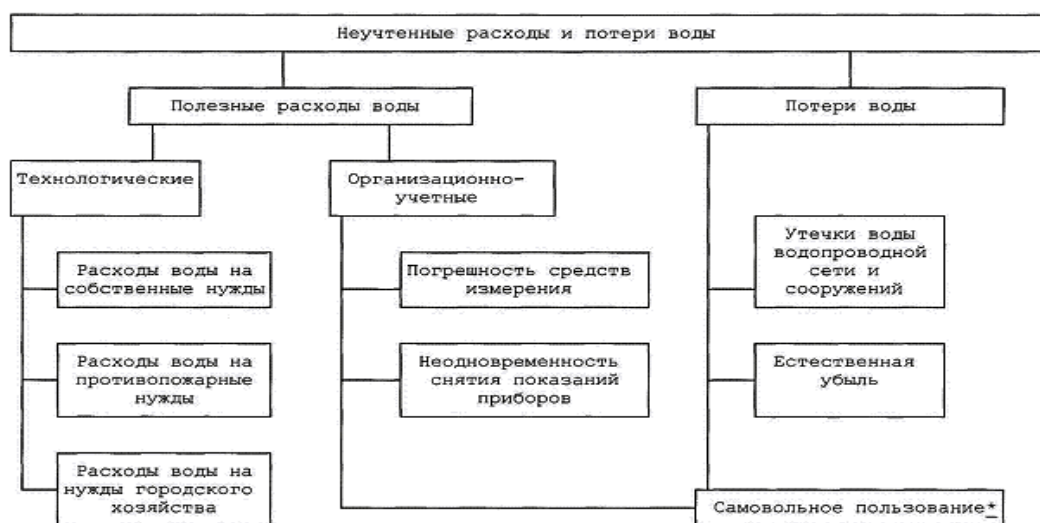 Неучтенные расходы и потери воды
Полезные расходы воды
Потери воды
Технологические
Организационно-
учетные
Расходы воды на
собственные нужды
Погрешность средств
измерения
Утечки воды
водопроводной
сети и
сооружений
Расходы воды на
противопожарные
нужды
Неодновременность
снятия показаний
приборов
Естественная
убыль
Расходы воды на
нужды городского
хозяйства
Самовольное пользование*